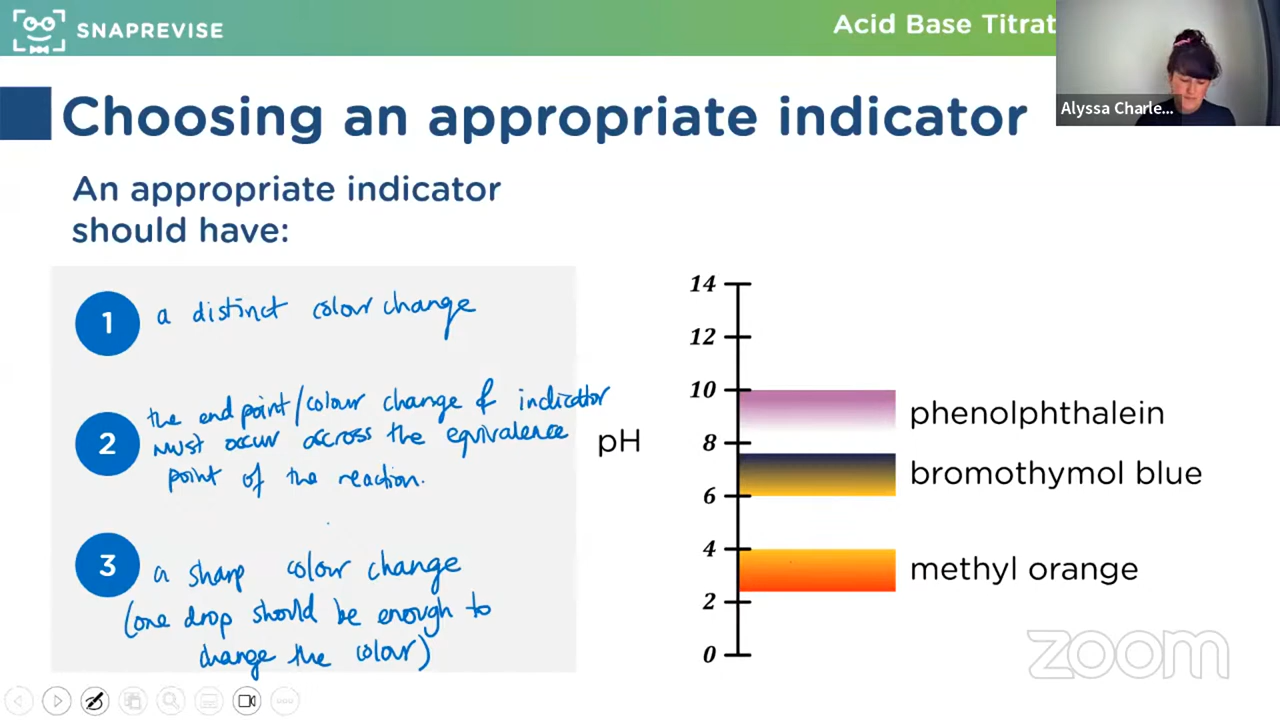 SNAPREVISE
Acid Base Titrat
Alyssa Charle...
Choosing an appropriate indicator
An appropriate indicator
should have:
1 a distinct colour change
2 the end point/colour change of indicator
must occur across the equivalence
point of the reaction.
3 a sharp colour change
(one drop should be enough to
change the colour)
pH
14
12
10
8
6
4
2
0
phenolphthalein
bromothymol blue
methyl orange
zoom